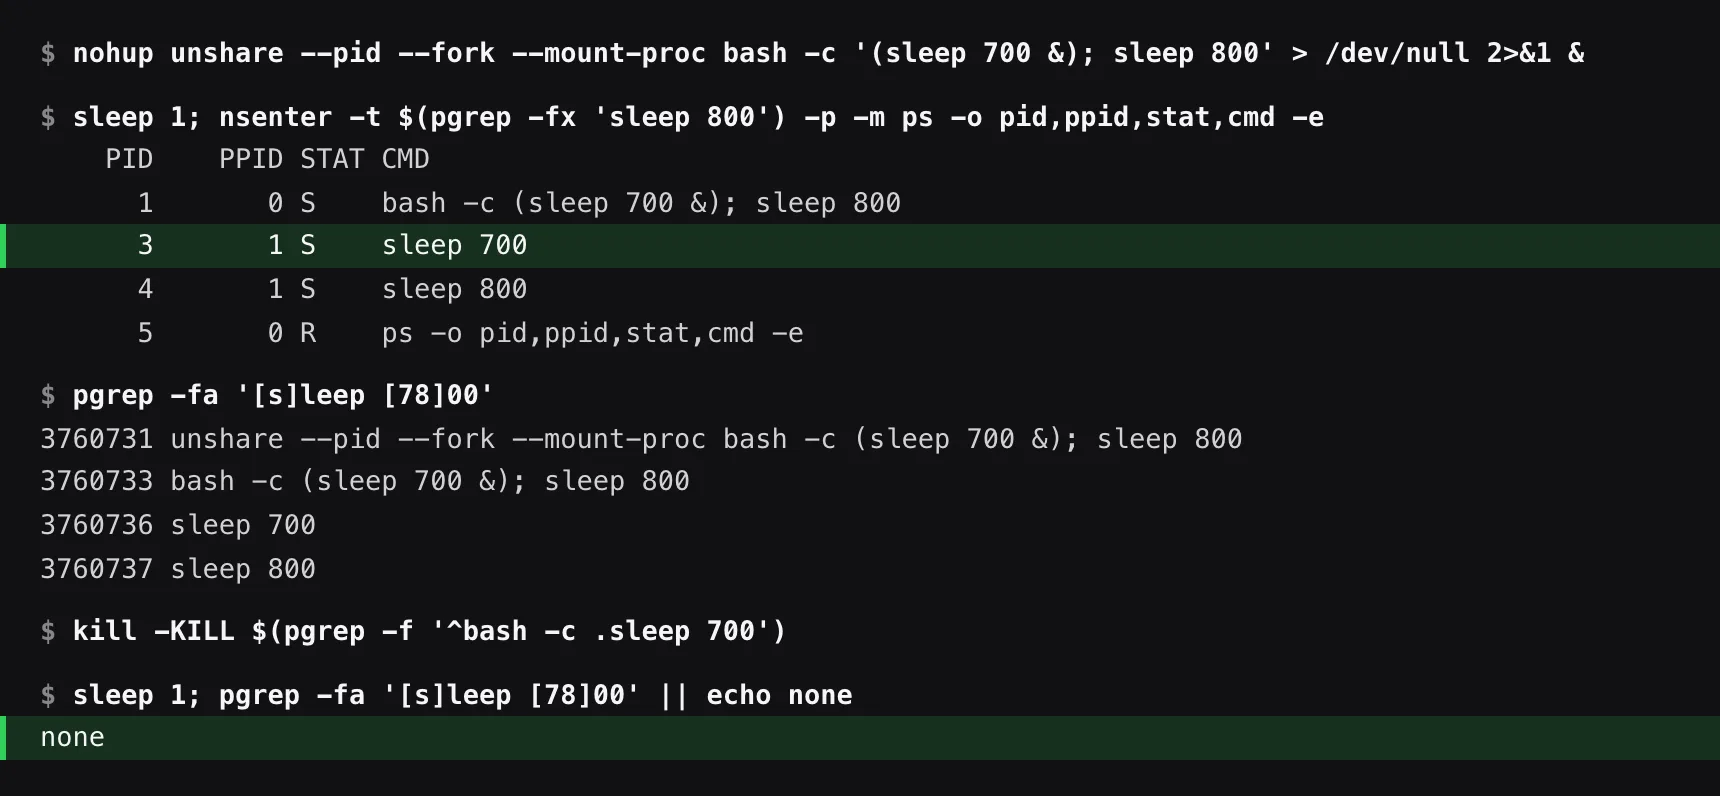 $ nohup unshare --pid --fork --mount-proc bash -c '(sleep 700 &); sleep 800' > /dev/null 2>&1 &
$ sleep 1; nsenter -t $(pgrep -fx 'sleep 800') -p -m ps -o pid,ppid,stat,cmd -e
    PID    PPID STAT CMD
      1       0 S    bash -c (sleep 700 &); sleep 800
      3       1 S    sleep 700
      4       1 S    sleep 800
      5       0 R    ps -o pid,ppid,stat,cmd -e
$ pgrep -fa '[s]leep [78]00'
3760731 unshare --pid --fork --mount-proc bash -c (sleep 700 &); sleep 800
3760733 bash -c (sleep 700 &); sleep 800
3760736 sleep 700
3760737 sleep 800
$ kill -KILL $(pgrep -f '^bash -c .sleep 700')
$ sleep 1; pgrep -fa '[s]leep [78]00' || echo none
none